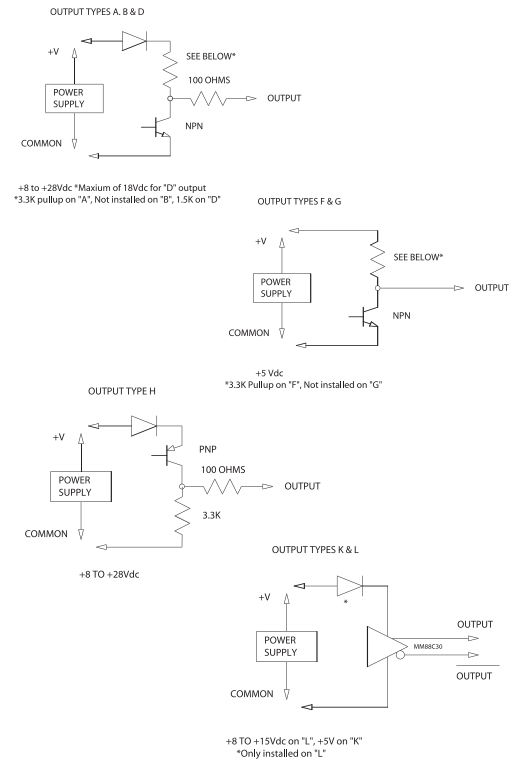 OUTPUT TYPES A. B & D
+V
SEE BELOW*
100 OHMS
POWER
SUPPLY
OUTPUT
NPN
COMMON
+8 to +28Vdc *Maxium of 18Vdc for "D" output
*3.3K pullup on "A", Not installed on "B", 1.5K on "D"
OUTPUT TYPES F & G
+V
SEE BELOW*
POWER
SUPPLY
OUTPUT
NPN
COMMON
+5 Vdc
*3.3K Pullup on "F", Not installed on "G"
OUTPUT TYPE H
+V
PNP
100 OHMS
POWER
SUPPLY
OUTPUT
3.3K
COMMON
+8 TO +28Vdc
OUTPUT TYPES K & L
+V
*
OUTPUT
POWER
SUPPLY
MM88C30
OUTPUT
COMMON
+8 TO +15Vdc on "L", +5V on "K"
*Only installed on "L"